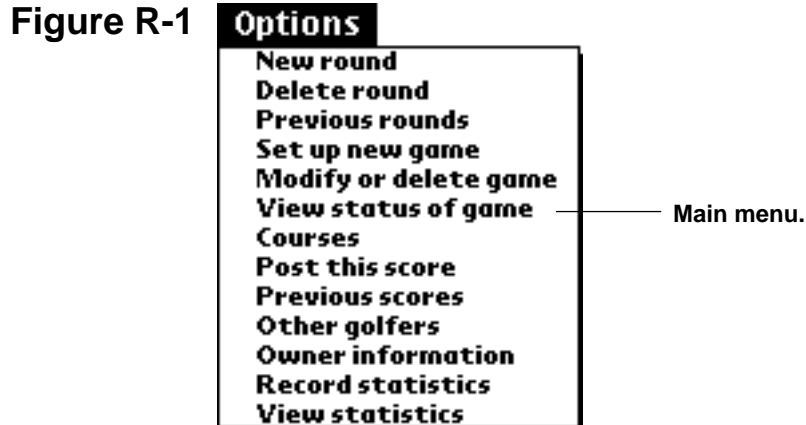 Figure R-1
Options
New round
Delete round
Previous rounds
Set up new game
Modify or delete game
View status of game
Main menu.
Courses
Post this score
Previous scores
Other golfers
Owner information
Record statistics
View statistics